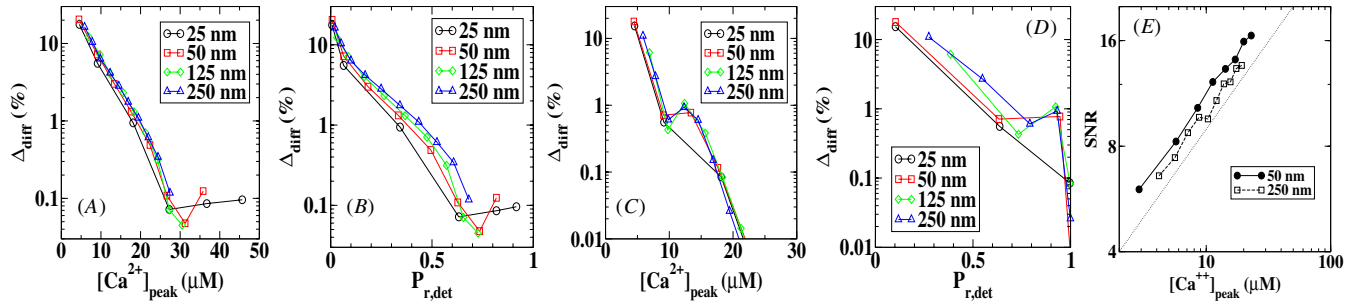 10
1
0.1
Δdiff (%)
0 10 20 30 40 50
[Ca2+]peak (μM)
(A)
25 nm
50 nm
125 nm
250 nm
10
1
0.1
Δdiff (%)
0 0.5 1
Pr,det
(B)
25 nm
50 nm
125 nm
250 nm
10
1
0.1
0.01
Δdiff (%)
0 10 20 30
[Ca2+]peak (μM)
(C)
25 nm
50 nm
125 nm
250 nm
10
1
0.1
0.01
Δdiff (%)
0 0.5 1
Pr,det
(D)
25 nm
50 nm
125 nm
250 nm
16
8
4
SNR
10 100
[Ca++]peak (μM)
(E)
50 nm
250 nm